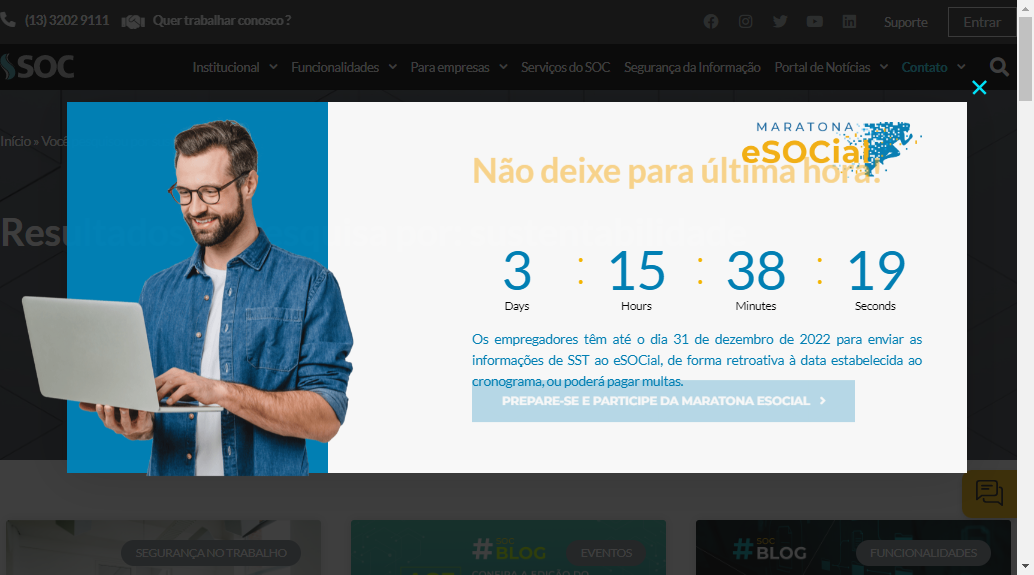 (13) 3202 9111 Quer trabalhar conosco ?
Suporte Entrar
SOC Institucional Funcionalidades Para empresas Serviços do SOC Segurança da Informação Portal de Notícias Contato
Início » Você
MARATONA
eSOCial
Não deixe para última hora!
Resultados
3 : 15 : 38 : 19
Days Hours Minutes Seconds
Os empregadores têm até o dia 31 de dezembro de 2022 para enviar as
informações de SST ao eSOCial, de forma retroativa à data estabelecida ao
cronograma, ou poderá pagar multas.
PREPARE-SE E PARTICIPE DA MARATONA ESOCIAL
SEGURANÇA NO TRABALHO
#SOC BLOG EVENTOS
#SOC BLOG FUNCIONALIDADES
CONFIRA A EDIÇÃO DO